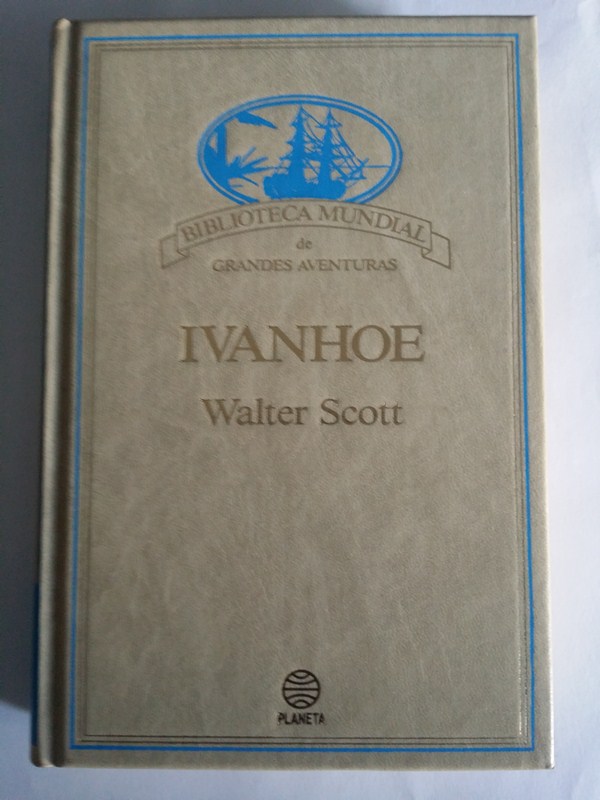 BIBLIOTECA MUNDIAL
de
GRANDES AVENTURAS
IVANHOE
Walter Scott
PLANETA